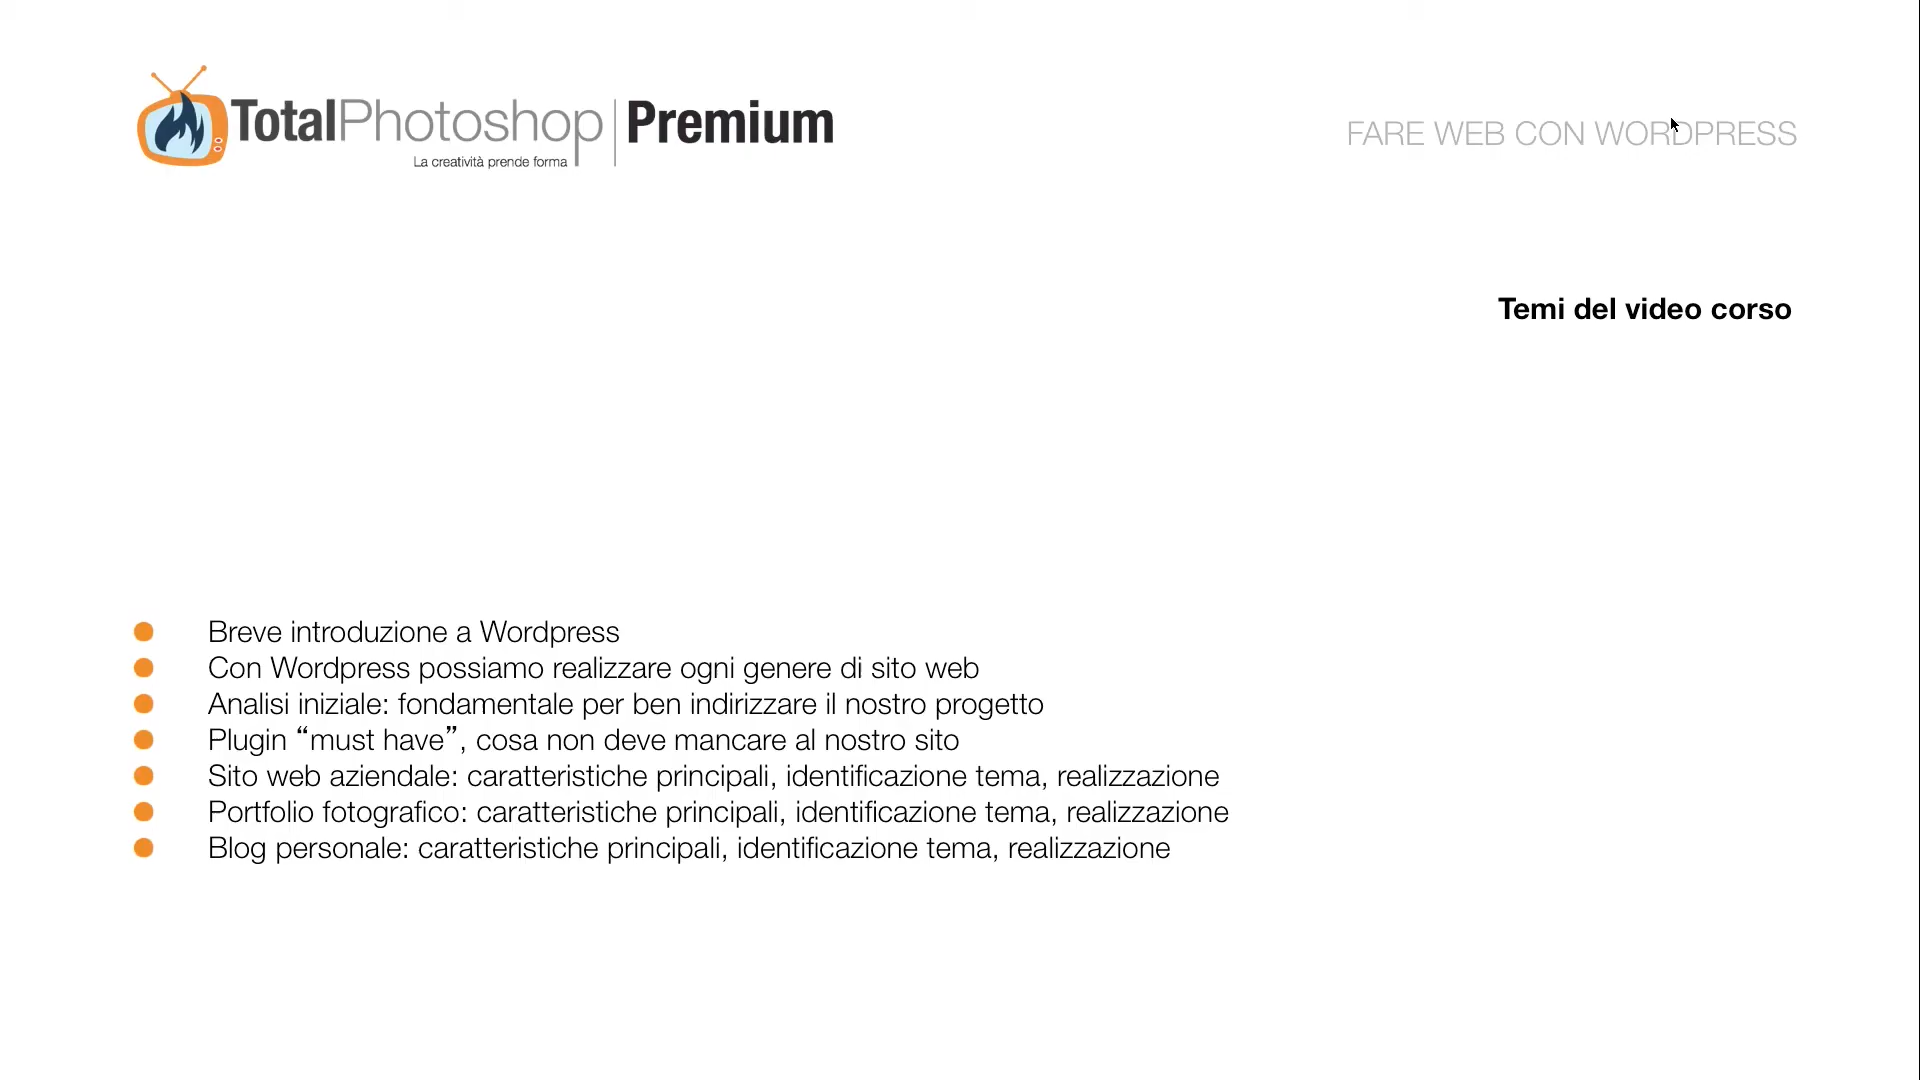 TotalPhotoshop | Premium
La creatività prende forma
FARE WEB CON WORDPRESS
Temi del video corso
Breve introduzione a Wordpress
Con Wordpress possiamo realizzare ogni genere di sito web
Analisi iniziale: fondamentale per ben indirizzare il nostro progetto
Plugin “must have”, cosa non deve mancare al nostro sito
Sito web aziendale: caratteristiche principali, identificazione tema, realizzazione
Portfolio fotografico: caratteristiche principali, identificazione tema, realizzazione
Blog personale: caratteristiche principali, identificazione tema, realizzazione